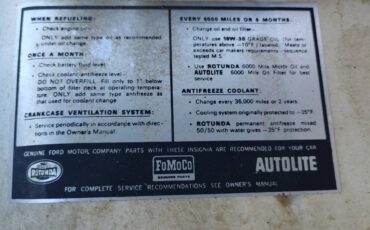 WHEN REFUELING:
• Check engine oil—
ONLY add same type oil as recommended
under oil change.
ONCE A MONTH:
• Check battery fluid level
• Check coolant/antifreeze level—
DO NOT OVERFILL. Fill only to 1" below
bottom of filler neck at operating tempera-
ture. ONLY add same type antifreeze as
that used for coolant change
CRANKCASE VENTILATION SYSTEM:
• Service periodically in accordance with direc-
tions in the Owner's Manual
EVERY 6000 MILES OR 6 MONTHS:
• Change oil and oil filter—
ONLY use 10W-30 GRADE OIL (for tem-
peratures above −10°F) (tested). Meets or
exceeds car makers requirements—sequence
tested M.S.
• Use ROTUNDA 6000 Mile Motor Oil and
AUTOLITE 6000 Mile Oil Filter for best
service
ANTIFREEZE COOLANT:
• Change every 36,000 miles or 2 years
• Cooling system originally protected to −35°F.
• ROTUNDA permanent antifreeze mixed
50/50 with water gives −35°F. protection.
GENUINE FORD MOTOR COMPANY PARTS WITH THESE INSIGNIA ARE RECOMMENDED FOR YOUR CAR
ROTUNDA
FoMoCo
GENUINE PARTS
AUTOLITE
FOR COMPLETE SERVICE RECOMMENDATIONS SEE OWNER'S MANUAL